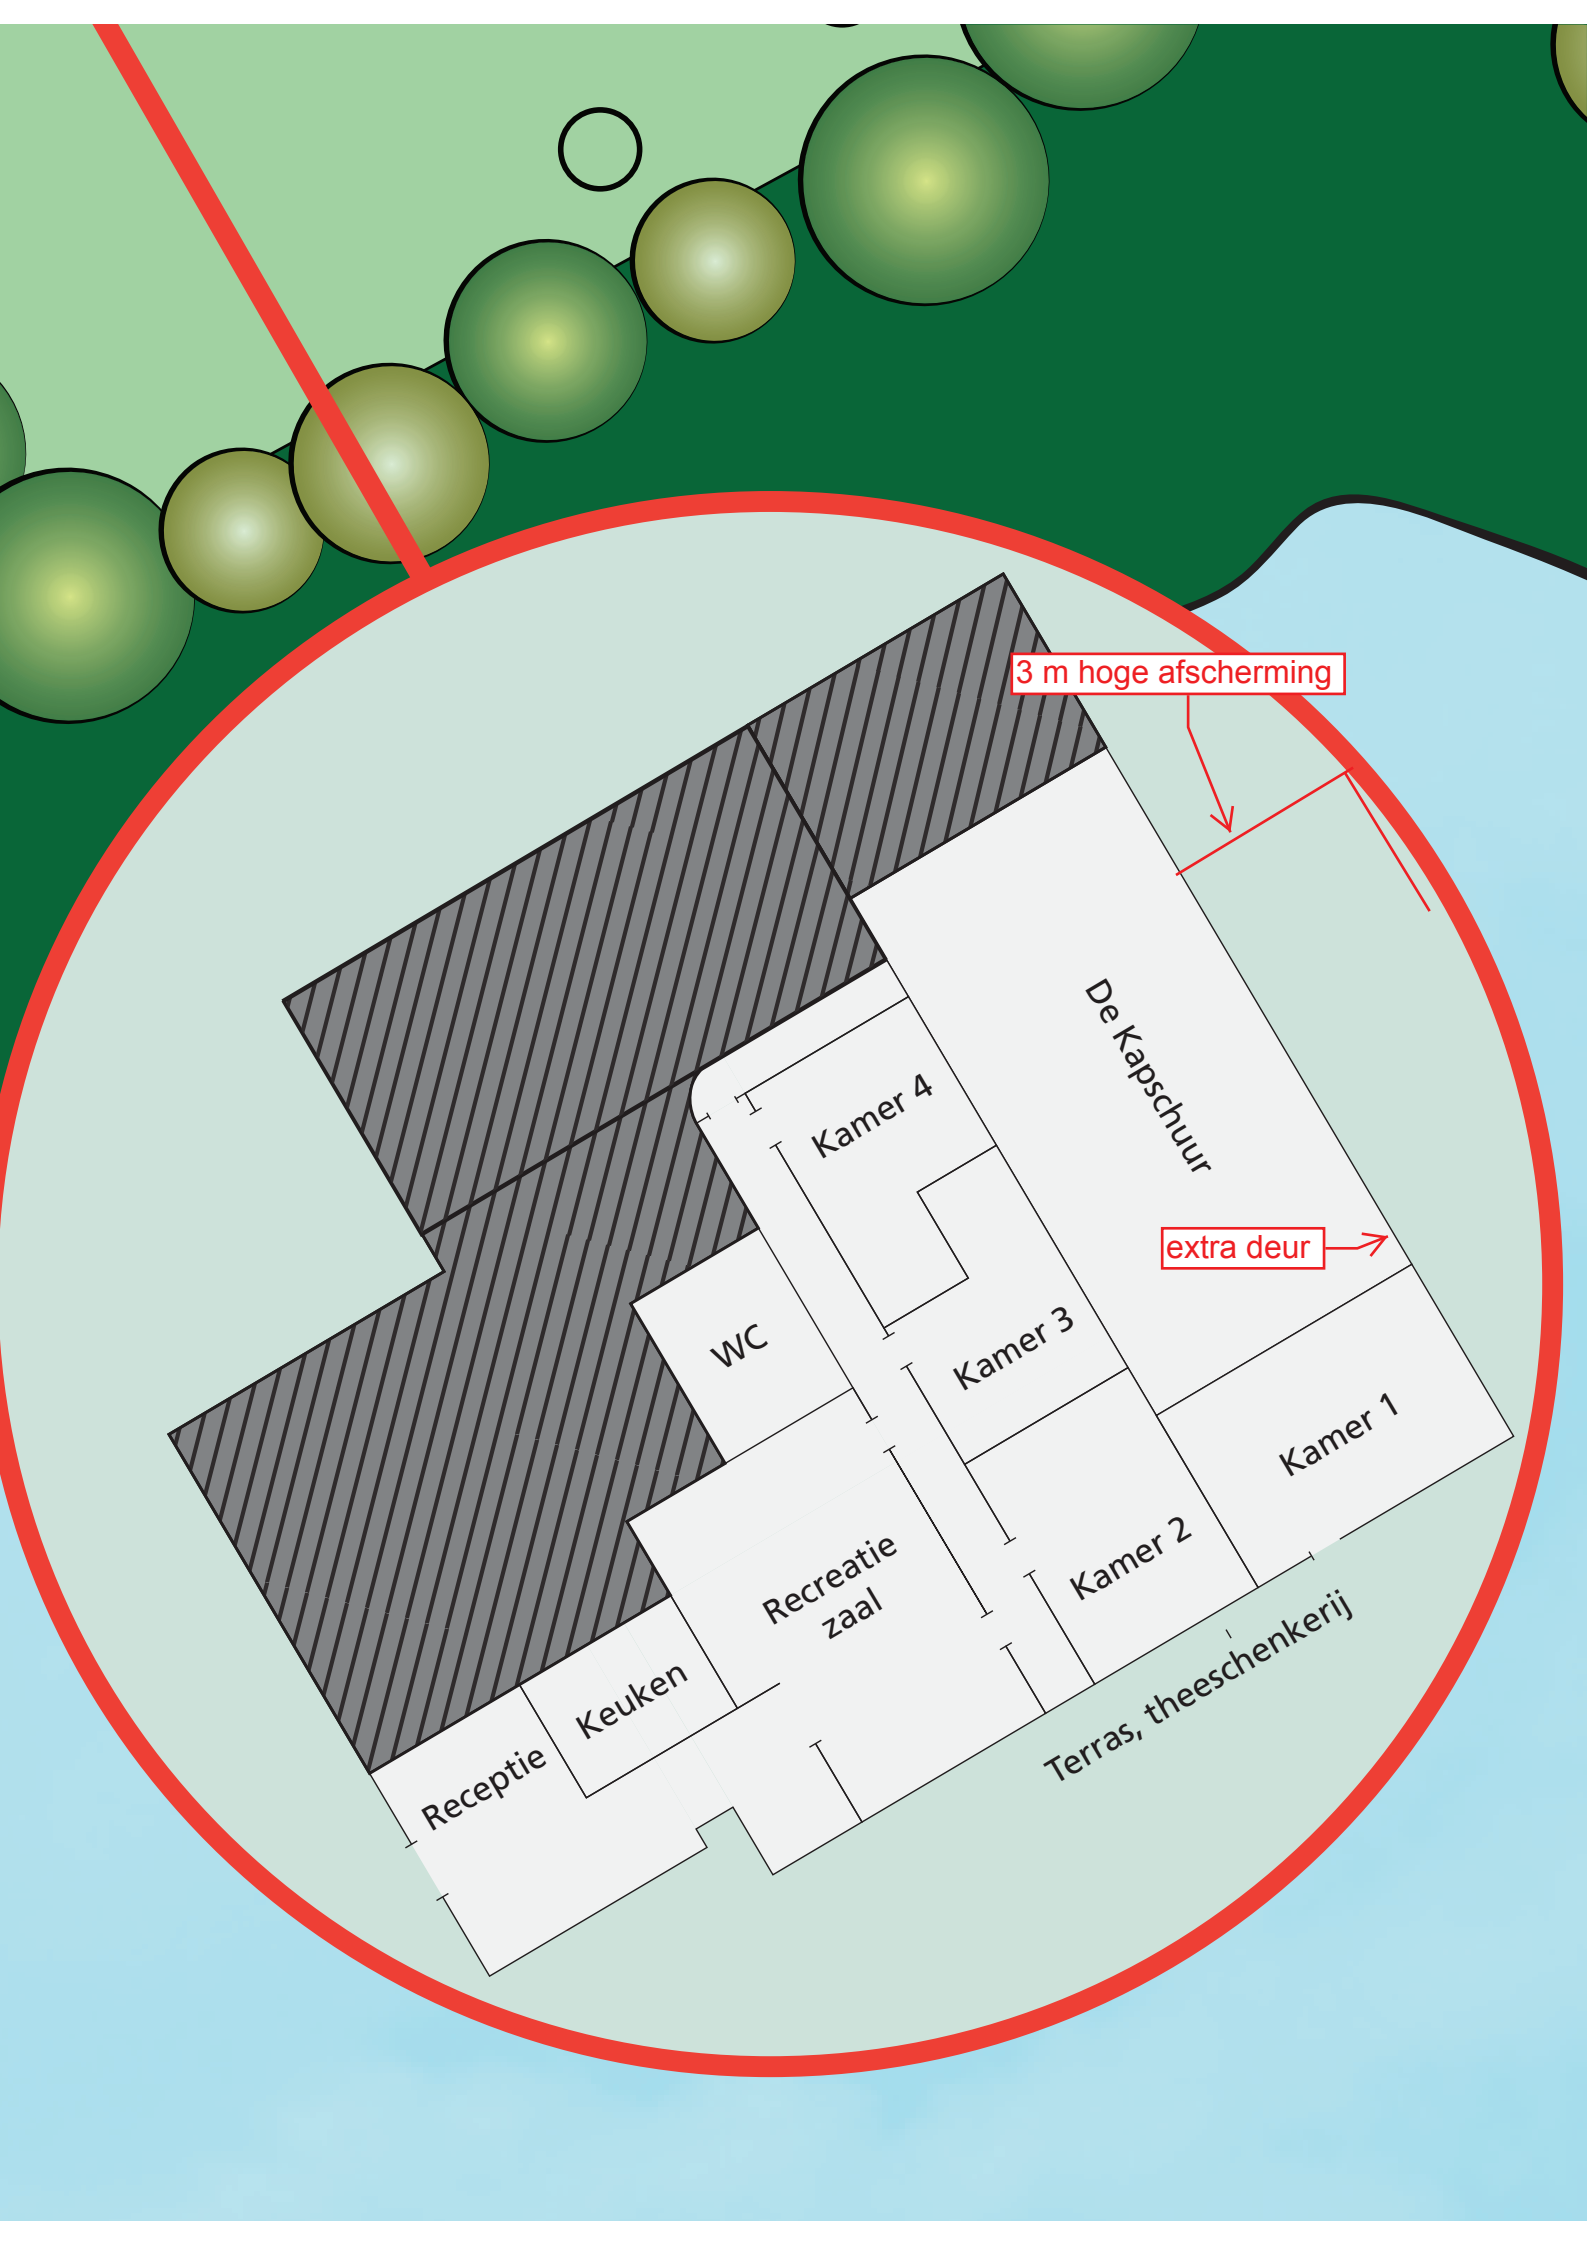 3 m hoge afscherming
De Kapschuur
Kamer 4
extra deur
Kamer 3
WC
Kamer 1
Kamer 2
Recreatie
zaal
Terras, theeschenkerij
Keuken
Receptie